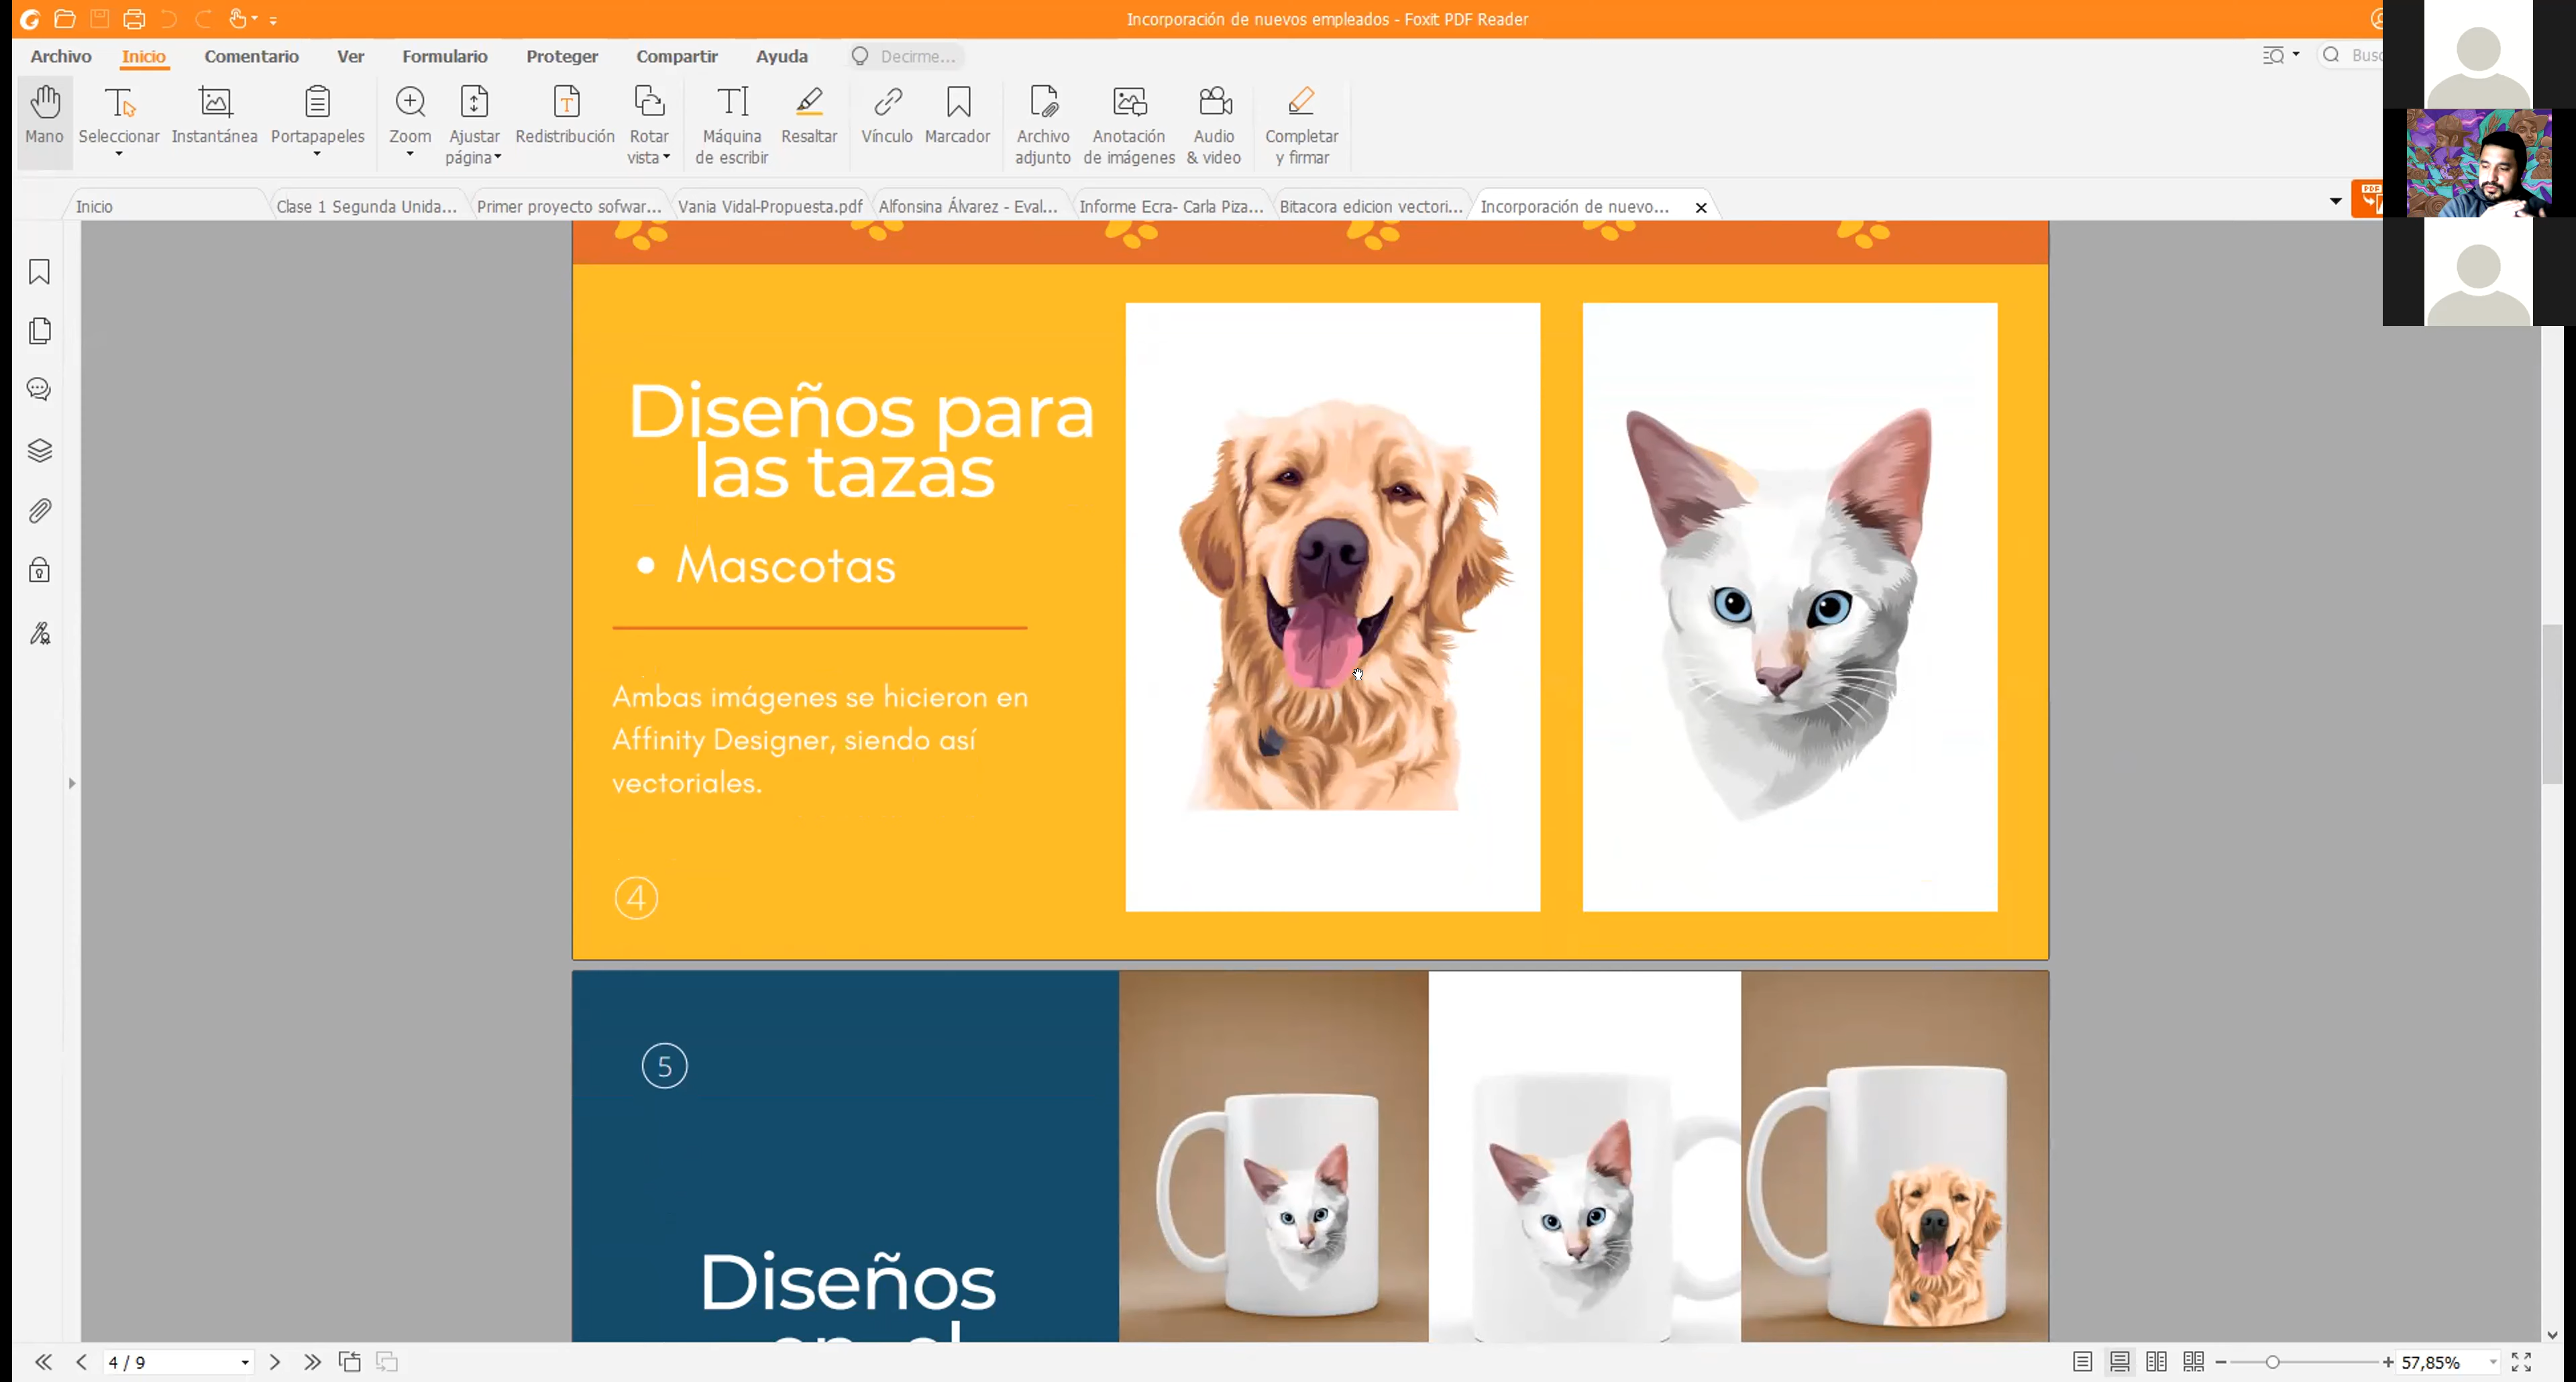 Incorporación de nuevos empleados - Foxit PDF Reader
Archivo Inicio Comentario Ver Formulario Proteger Compartir Ayuda Decirme...
Mano
Seleccionar
Instantánea
Portapapeles
Zoom
Ajustar
página
Redistribución
Rotar
vista
Máquina
de escribir
Resaltar
Vínculo
Marcador
Archivo
adjunto
Anotación
de imágenes
Audio
& video
Completar
y firmar
Inicio
Clase 1 Segunda Unida...
Primer proyecto sofwar...
Vania Vidal-Propuesta.pdf
Alfonsina Álvarez - Eval...
Informe Ecra- Carla Piza...
Bitacora edicion vectori...
Incorporación de nuevo...
PDF
Diseños para
las tazas
• Mascotas
Ambas imágenes se hicieron en
Affinity Designer, siendo así
vectoriales.
4
5
Diseños
en el
4 / 9
57,85%